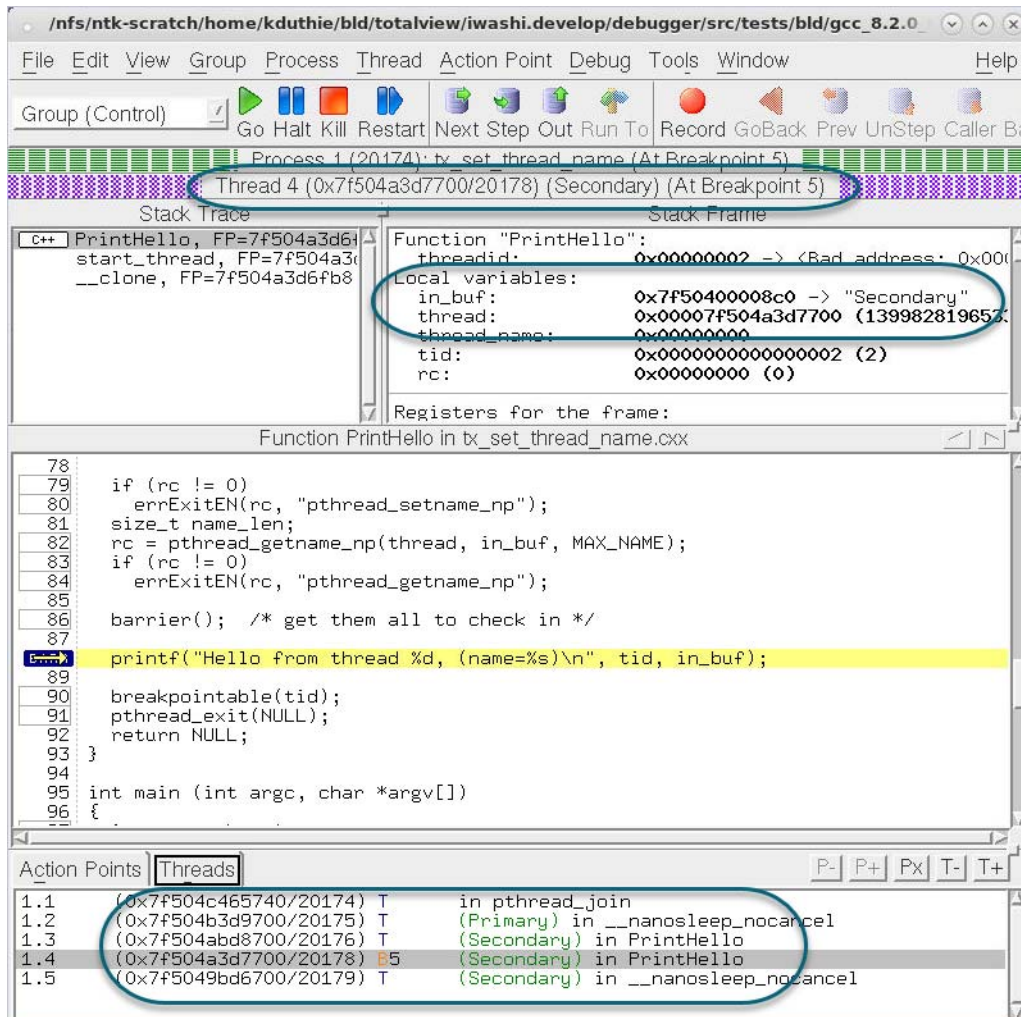 /nfs/ntk-scratch/home/kduthie/bld/totalview/iwashi.develop/debugger/src/tests/bld/gcc_8.2.0_
File Edit View Group Process Thread Action Point Debug Tools Window Help
Group (Control) Go Halt Kill Restart Next Step Out Run To Record GoBack Prev UnStep Caller Ba
Process 1 (20174): tx_set_thread_name (At Breakpoint 5)
Thread 4 (0x7f504a3d7700/20178) (Secondary) (At Breakpoint 5)
Stack Trace
C++ PrintHello, FP=7f504a3d6f
start_thread, FP=7f504a3d
__clone, FP=7f504a3d6fb8
Stack Frame
Function "PrintHello":
threadid: 0x00000002 -> <Bad address: 0x000
Local variables:
in_buf: 0x7f50400008c0 -> "Secondary"
thread: 0x00007f504a3d7700 (1399828196533
thread_name: 0x00000000
tid: 0x0000000000000002 (2)
rc: 0x00000000 (0)
Registers for the frame:
Function PrintHello in tx_set_thread_name.cxx
78
79 if (rc != 0)
80 errExitEN(rc, "pthread_setname_np");
81 size_t name_len;
82 rc = pthread_getname_np(thread, in_buf, MAX_NAME);
83 if (rc != 0)
84 errExitEN(rc, "pthread_getname_np");
85
86 barrier(); /* get them all to check in */
87
printf("Hello from thread %d, (name=%s)\n", tid, in_buf);
89
90 breakpointable(tid);
91 pthread_exit(NULL);
92 return NULL;
93 }
94
95 int main (int argc, char *argv[])
96 {
Action Points Threads P- P+ Px T- T+
1.1 (0x7f504c465740/20174) T in pthread_join
1.2 (0x7f504b3d9700/20175) T (Primary) in __nanosleep_nocancel
1.3 (0x7f504abd8700/20176) T (Secondary) in PrintHello
1.4 (0x7f504a3d7700/20178) B5 (Secondary) in PrintHello
1.5 (0x7f5049bd6700/20179) T (Secondary) in __nanosleep_nocancel